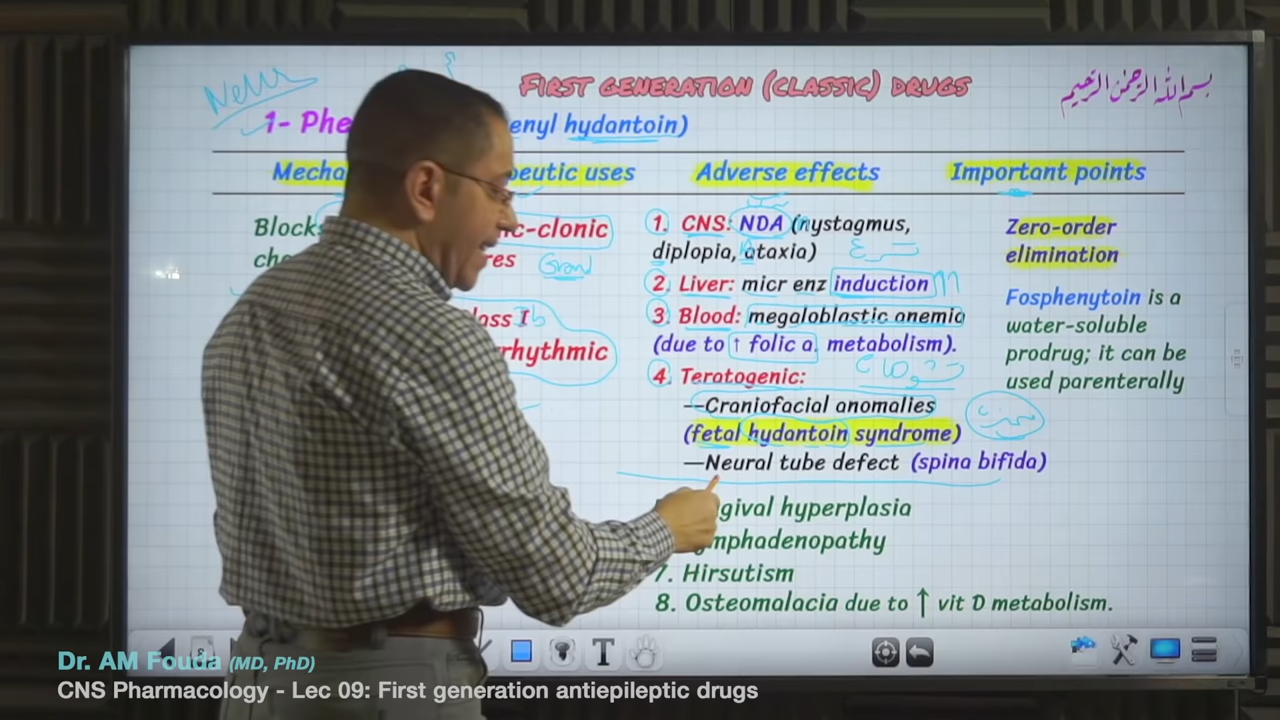 FIRST GENERATION (CLASSIC) DRUGS
بسم الله الرحمن الرحيم
1- Phe
enyl hydantoin)
Mecha
peutic uses
Adverse effects
Important points
Blocks
ic-clonic
res
Grand
lass I b
rhythmic
1. CNS: NDA (nystagmus,
diplopia, ataxia)
2. Liver: micr enz induction
3. Blood: megaloblastic anemia
(due to ↑ folic a. metabolism).
4. Teratogenic:
—Craniofacial anomalies
(fetal hydantoin syndrome)
—Neural tube defect (spina bifida)
gival hyperplasia
mphadenopathy
7. Hirsutism
8. Osteomalacia due to ↑ vit D metabolism.
Zero-order
elimination
Fosphenytoin is a
water-soluble
prodrug; it can be
used parenterally
T
Dr. AM Fouda (MD, PhD)
CNS Pharmacology - Lec 09: First generation antiepileptic drugs